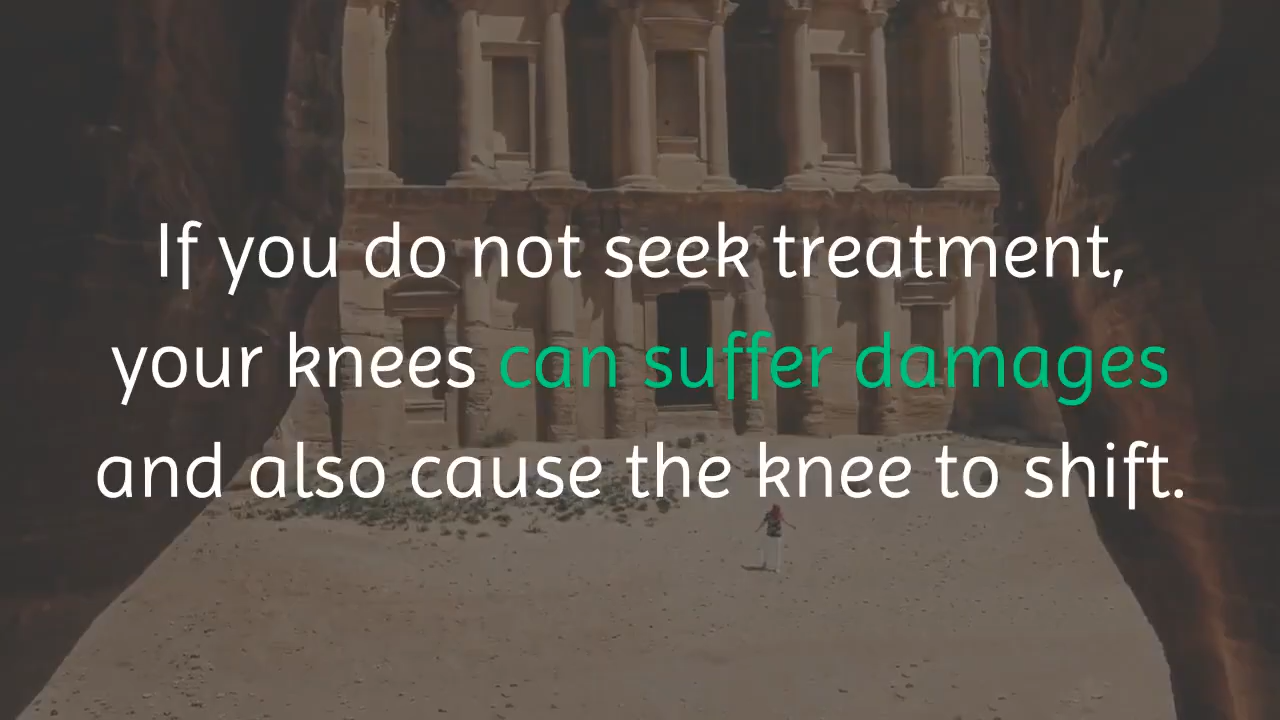 If you do not seek treatment,
your knees can suffer damages
and also cause the knee to shift.